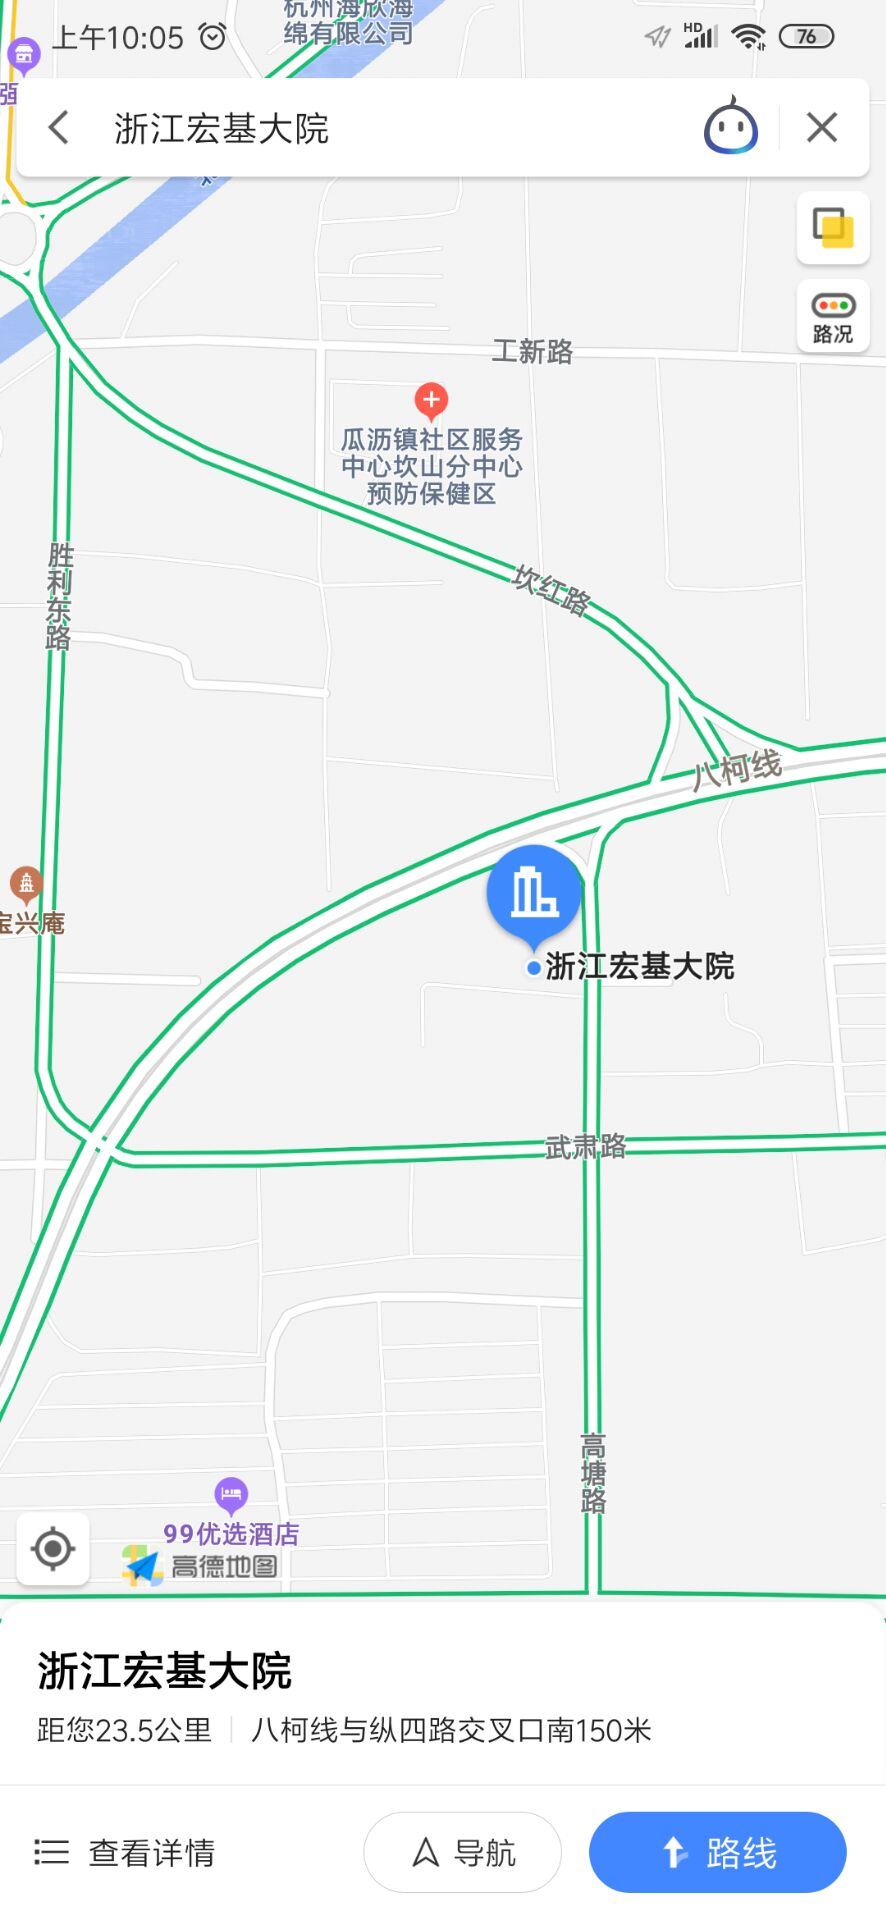 杭州海欣海
绵有限公司
上午10:05
HD
76
强
浙江宏基大院
路况
工新路
瓜沥镇社区服务
中心坎山分中心
预防保健区
胜利东路
坎红路
八柯线
宝兴庵
浙江宏基大院
武肃路
高塘路
99优选酒店
高德地图
浙江宏基大院
距您23.5公里
八柯线与纵四路交叉口南150米
查看详情
导航
路线